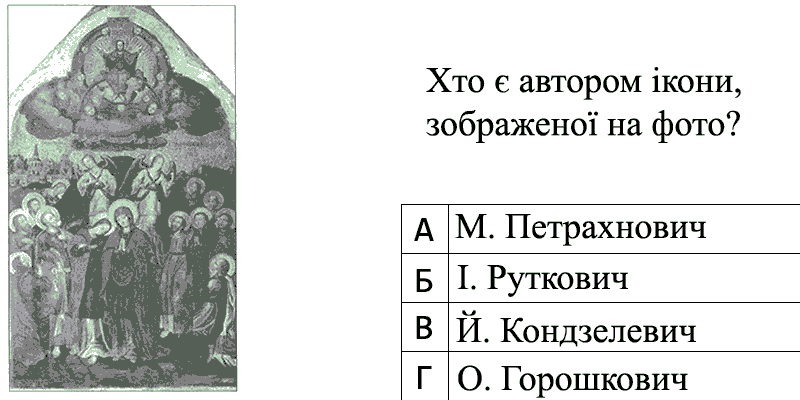 Хто є автором ікони,
зображеної на фото?
А М. Петрахнович
Б І. Руткович
В Й. Кондзелевич
Г О. Горошкович